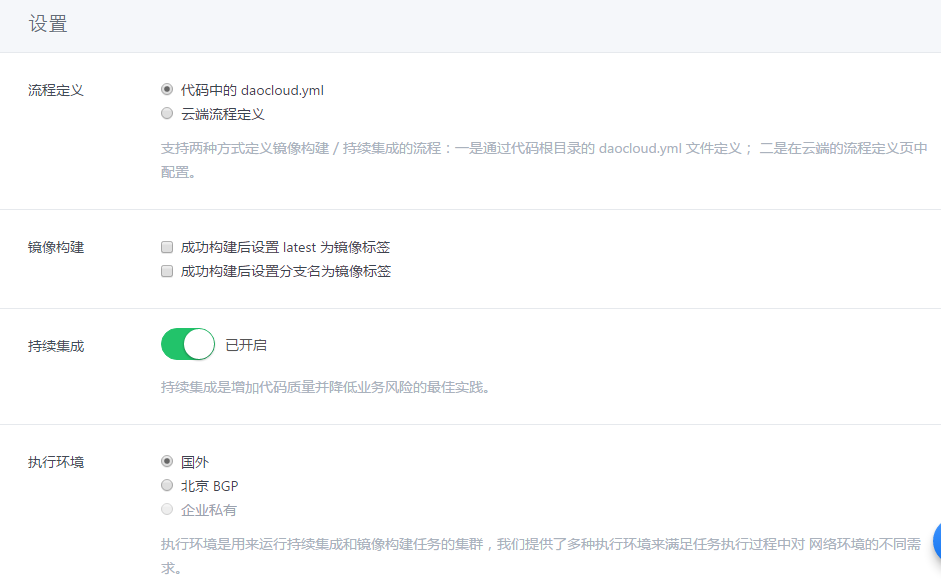 设置
流程定义
代码中的 daocloud.yml
云端流程定义
支持两种方式定义镜像构建 / 持续集成的流程：一是通过代码根目录的 daocloud.yml 文件定义； 二是在云端的流程定义页中
配置。
镜像构建
成功构建后设置 latest 为镜像标签
成功构建后设置分支名为镜像标签
持续集成
已开启
持续集成是增加代码质量并降低业务风险的最佳实践。
执行环境
国外
北京 BGP
企业私有
执行环境是用来运行持续集成和镜像构建任务的集群，我们提供了多种执行环境来满足任务执行过程中对 网络环境的不同需
求。